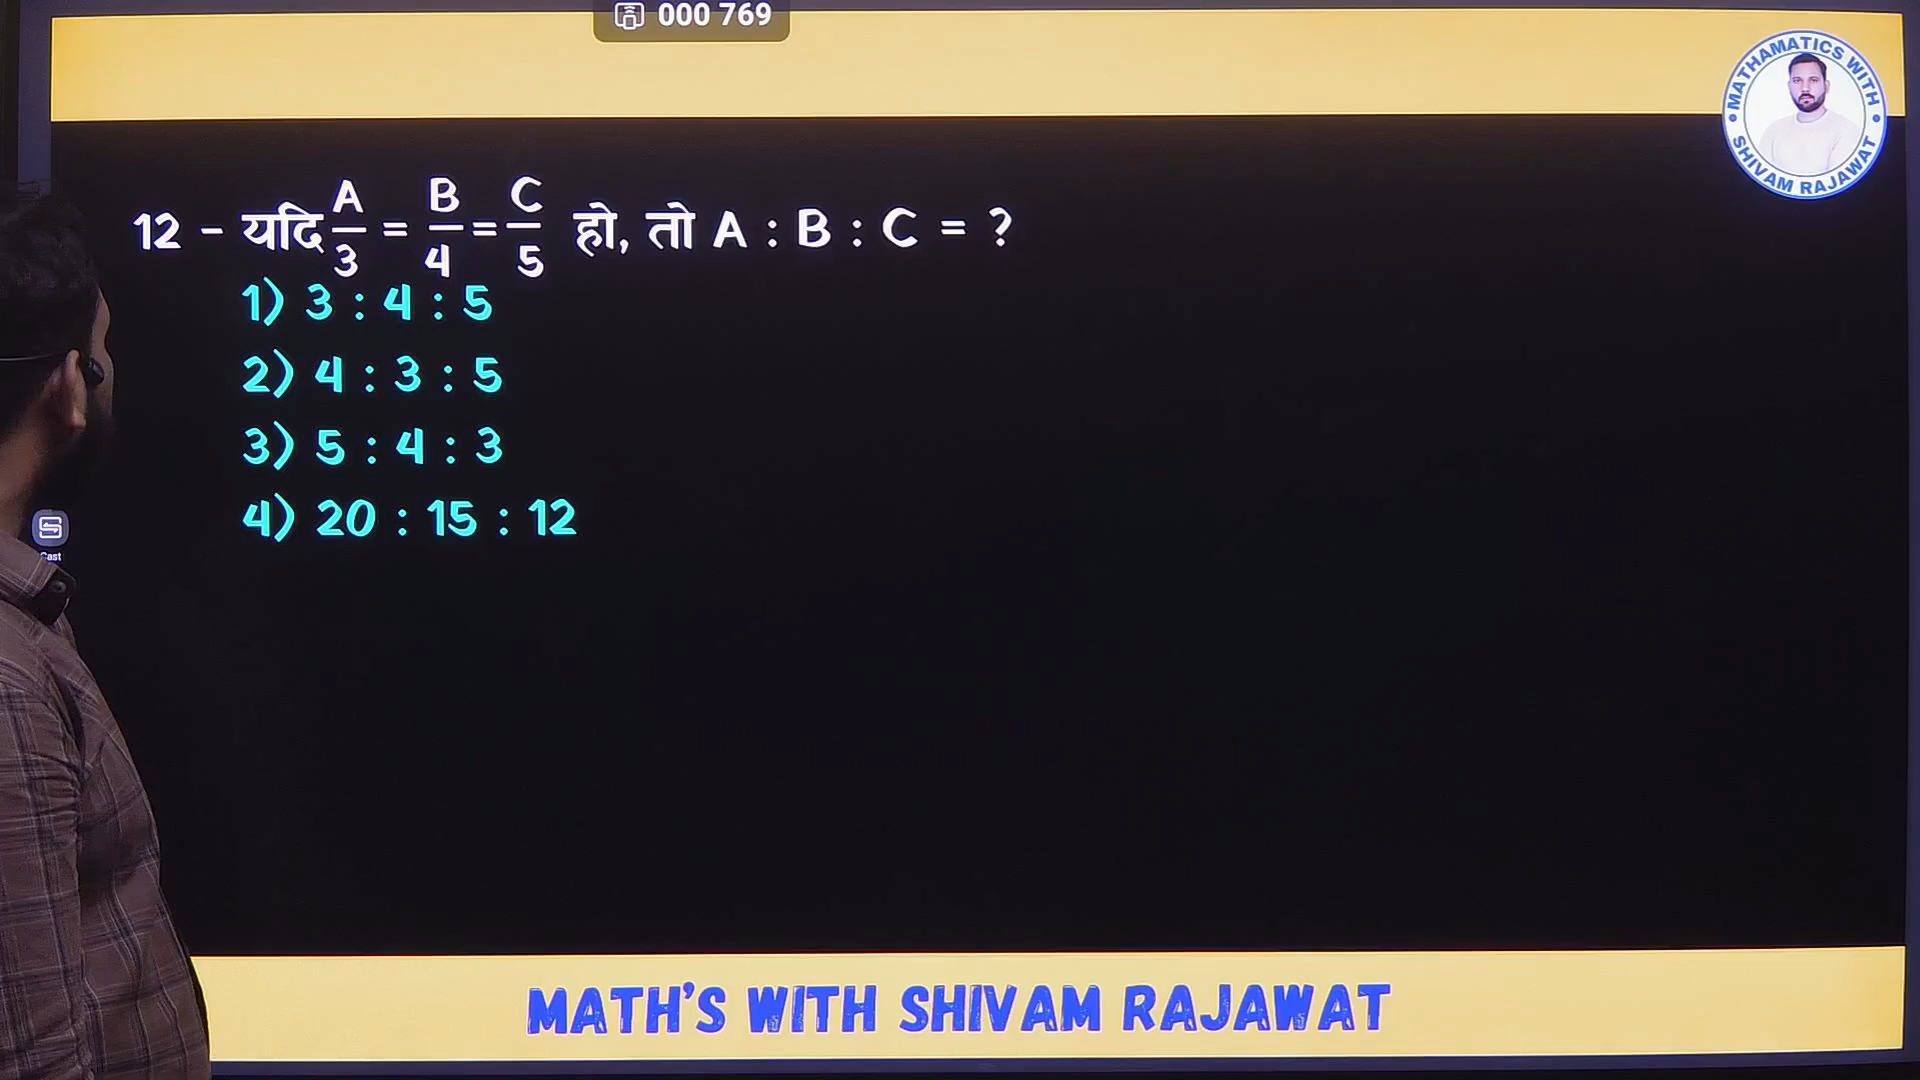 000 769
MATHAMATICS WITH
SHIVAM RAJAWAT
12 - यदि A/3 = B/4 = C/5 हो, तो A : B : C = ?
1) 3 : 4 : 5
2) 4 : 3 : 5
3) 5 : 4 : 3
4) 20 : 15 : 12
Cast
MATH'S WITH SHIVAM RAJAWAT